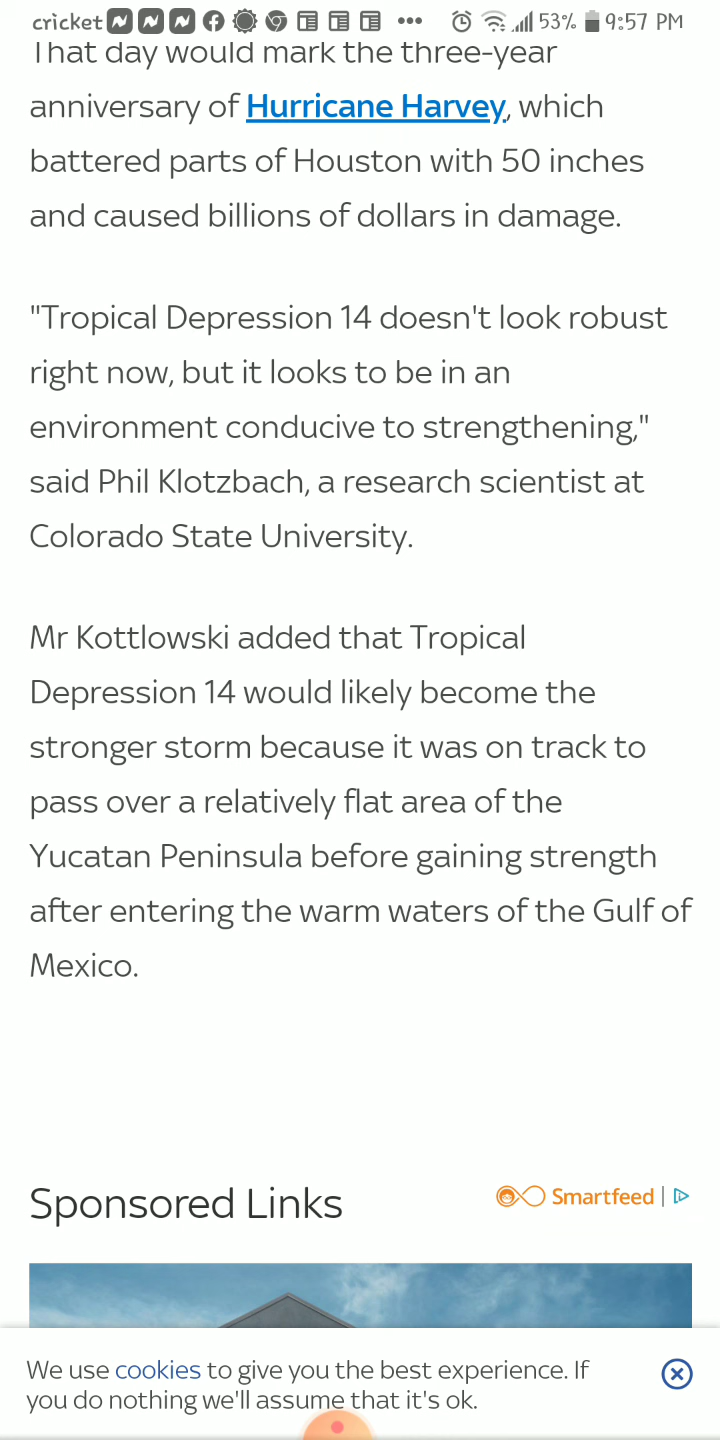 cricket 53% 9:57 PM
That day would mark the three-year
anniversary of Hurricane Harvey, which
battered parts of Houston with 50 inches
and caused billions of dollars in damage.
"Tropical Depression 14 doesn't look robust
right now, but it looks to be in an
environment conducive to strengthening,"
said Phil Klotzbach, a research scientist at
Colorado State University.
Mr Kottlowski added that Tropical
Depression 14 would likely become the
stronger storm because it was on track to
pass over a relatively flat area of the
Yucatan Peninsula before gaining strength
after entering the warm waters of the Gulf of
Mexico.
Sponsored Links
Smartfeed |
We use cookies to give you the best experience. If
you do nothing we'll assume that it's ok.